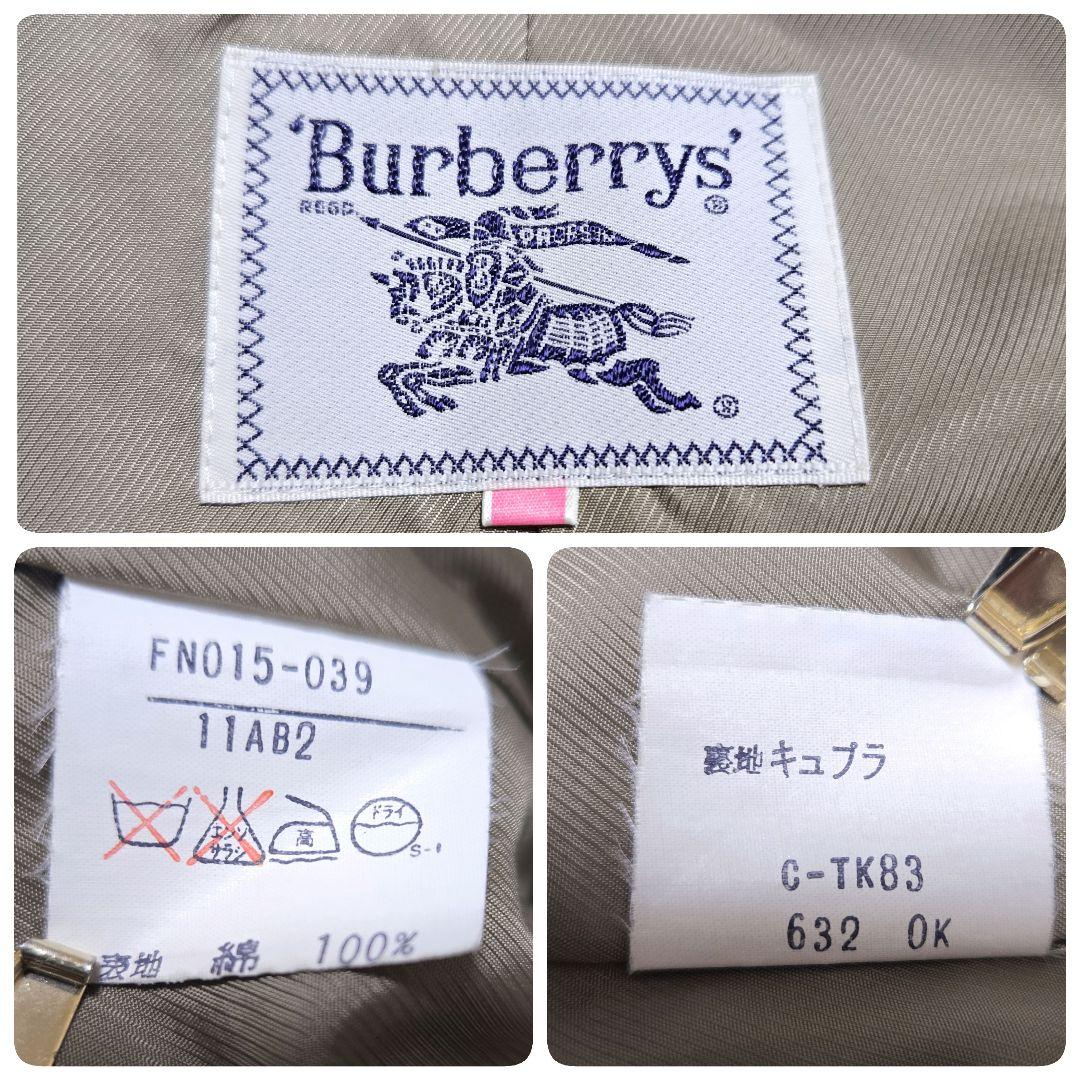 'Burberrys'
®
REGD.
PRORSUM
®
FN015-039
11AB2
エンソ
サラシ
高
ドライ
S-1
裏地 綿 100%
裏地キュプラ
C-TK83
632 OK